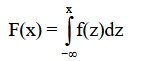 F(x) = ∫_{-∞}^{x} f(z)dz